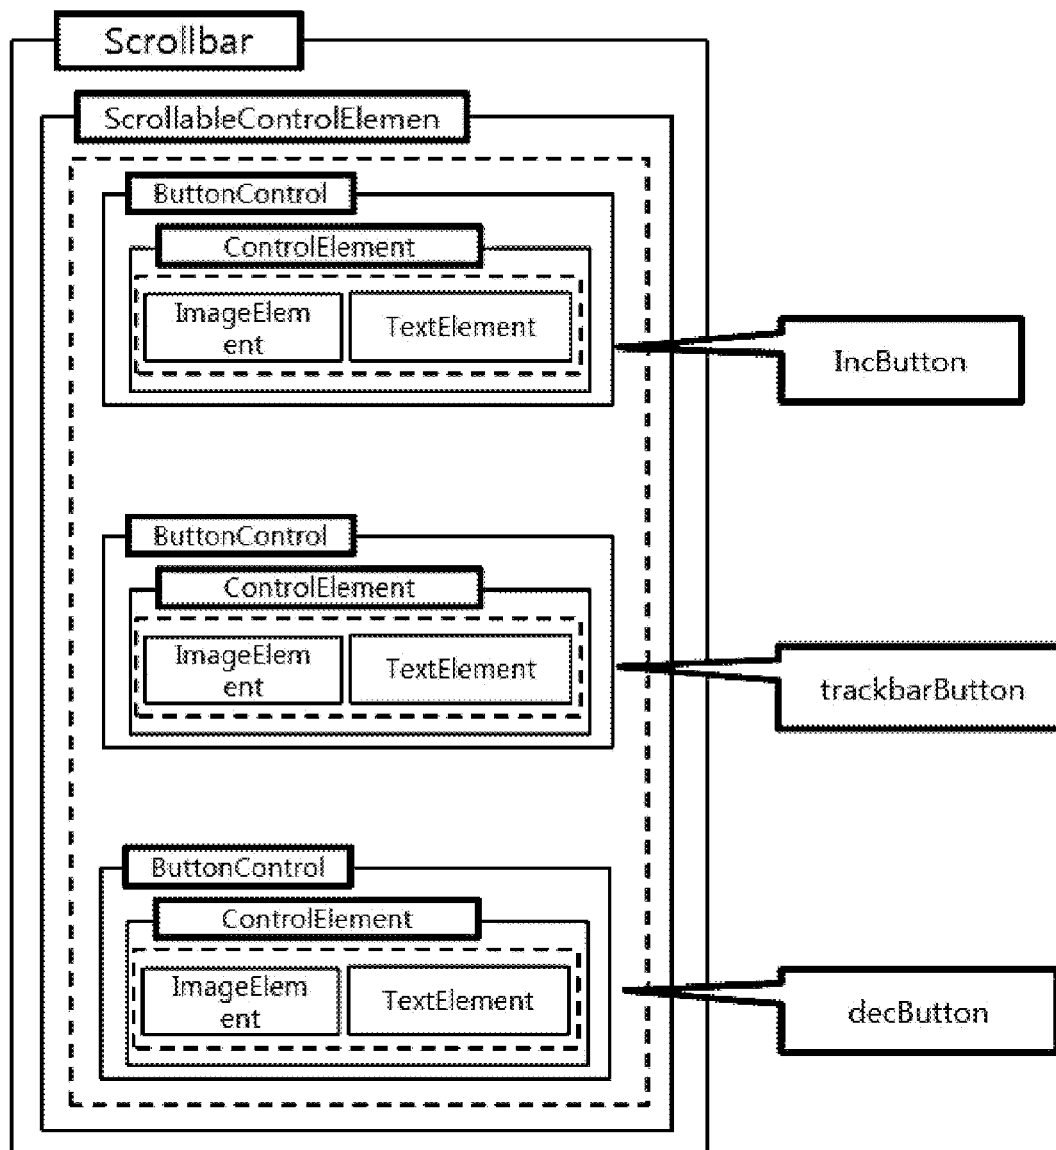 Scrollbar
ScrollableControlElemen
ButtonControl
ControlElement
ImageElem
ent
TextElement
IncButton
ButtonControl
ControlElement
ImageElem
ent
TextElement
trackbarButton
ButtonControl
ControlElement
ImageElem
ent
TextElement
decButton